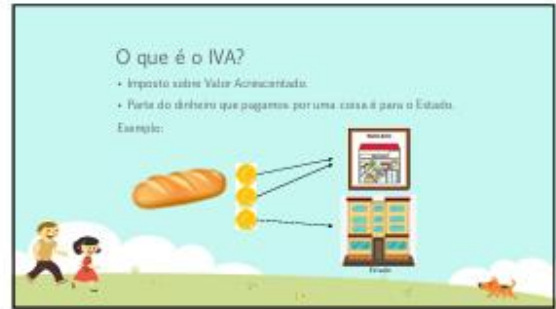 O que é o IVA?
• Imposto sobre Valor Acrescentado.
• Parte do dinheiro que pagamos por uma coisa é para o Estado.
Exemplo:
Estado